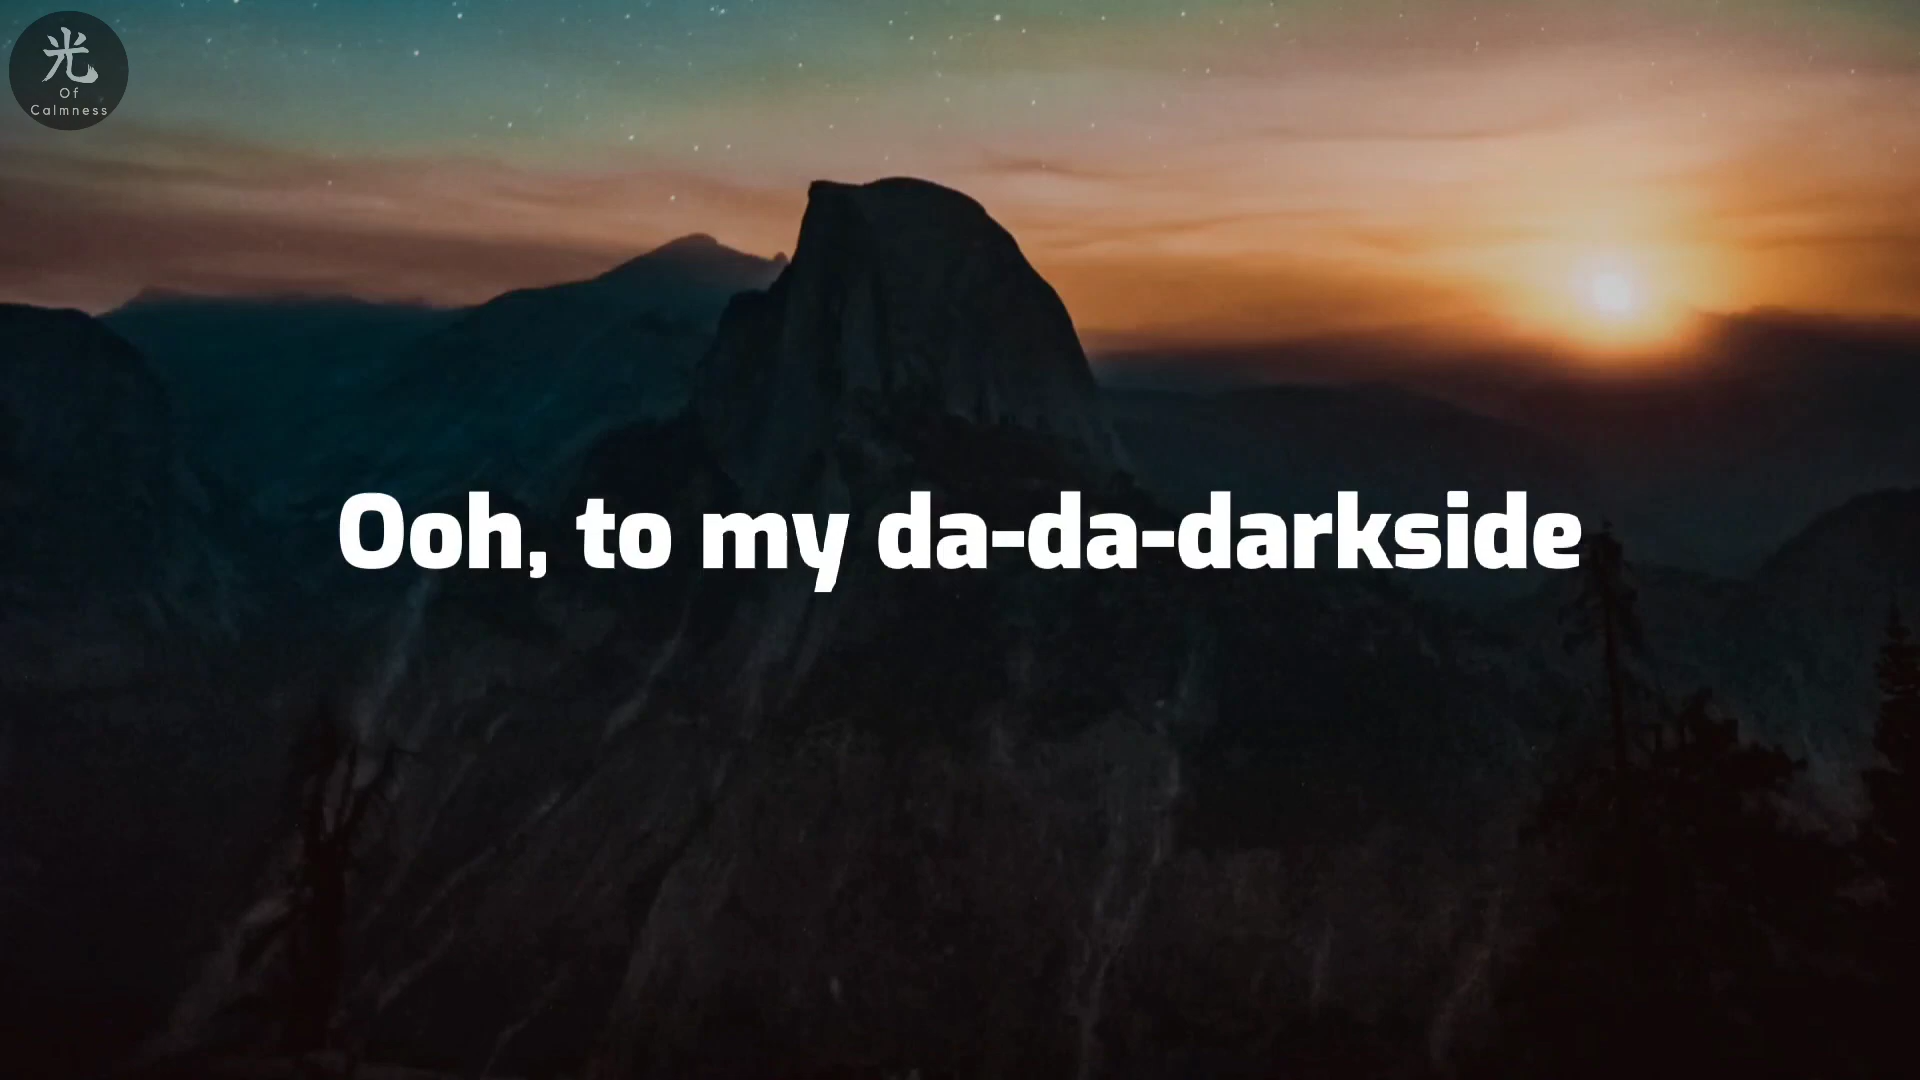 光
Of
Calmness
Ooh, to my da-da-darkside